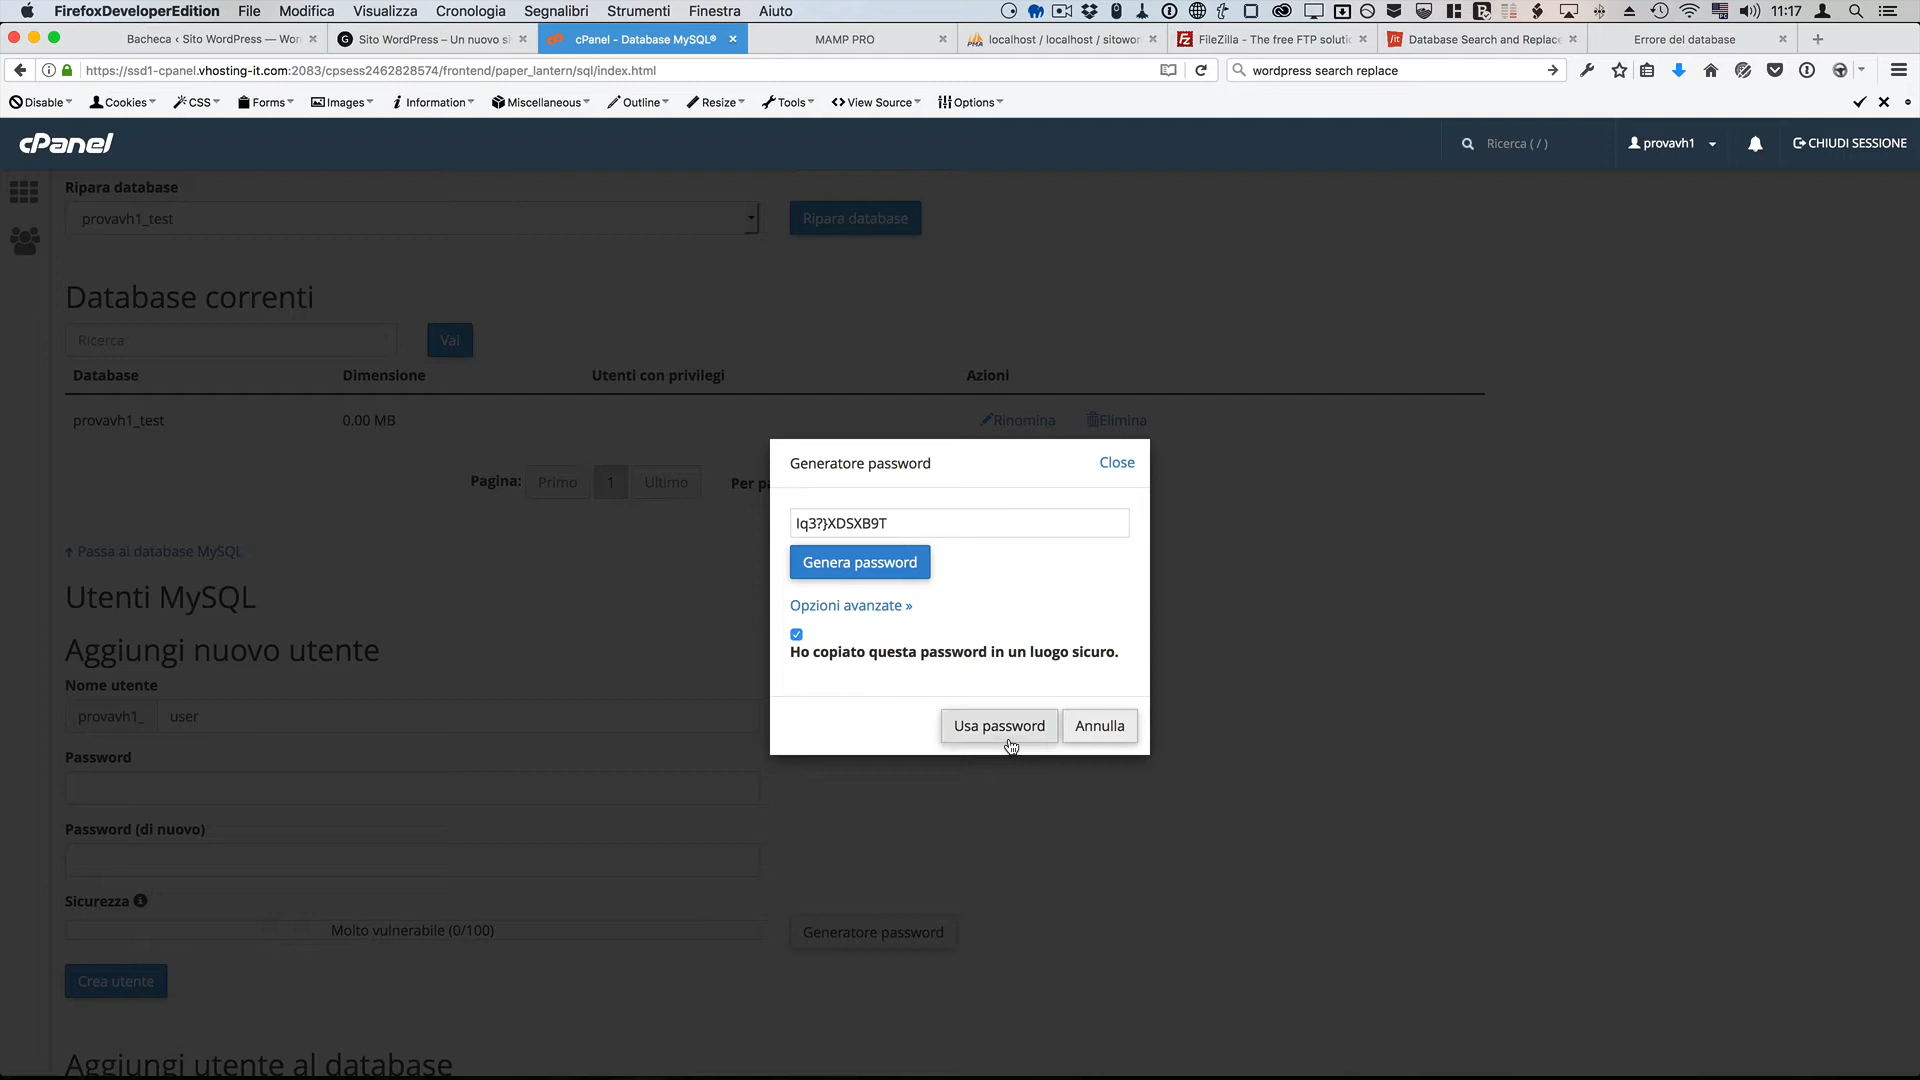 FirefoxDeveloperEdition File Modifica Visualizza Cronologia Segnalibri Strumenti Finestra Aiuto 11:17
Bacheca ‹ Sito WordPress — Wor Sito WordPress – Un nuovo si cPanel - Database MySQL® MAMP PRO localhost / localhost / sitowor FileZilla - The free FTP soluti Database Search and Replace Errore del database
https://ssd1-cpanel.vhosting-it.com:2083/cpsess2462828574/frontend/paper_lantern/sql/index.html wordpress search replace
Disable Cookies CSS Forms Images Information Miscellaneous Outline Resize Tools View Source Options
cPanel Ricerca ( / ) provavh1 CHIUDI SESSIONE
Ripara database
provavh1_test Ripara database
Database correnti
Ricerca Vai
Database Dimensione Utenti con privilegi Azioni
provavh1_test 0.00 MB Rinomina Elimina
Pagina: Primo 1 Ultimo Per pa
Generatore password Close
Iq3?}XDSXB9T
Genera password
Opzioni avanzate »
Ho copiato questa password in un luogo sicuro.
Usa password Annulla
Passa ai database MySQL
Utenti MySQL
Aggiungi nuovo utente
Nome utente
provavh1_ user
Password
Password (di nuovo)
Sicurezza
Molto vulnerabile (0/100) Generatore password
Crea utente
Aggiungi utente al database